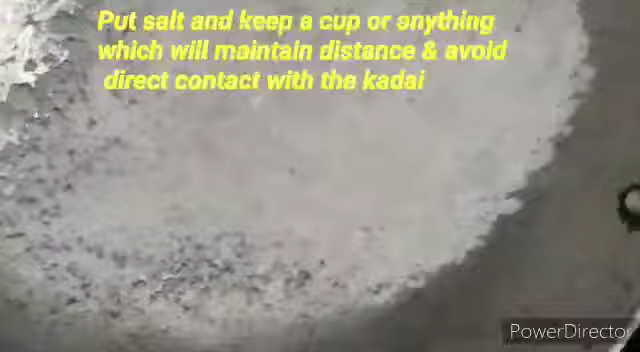 Put salt and keep a cup or anything
which will maintain distance & avoid
direct contact with the kadai
PowerDirector